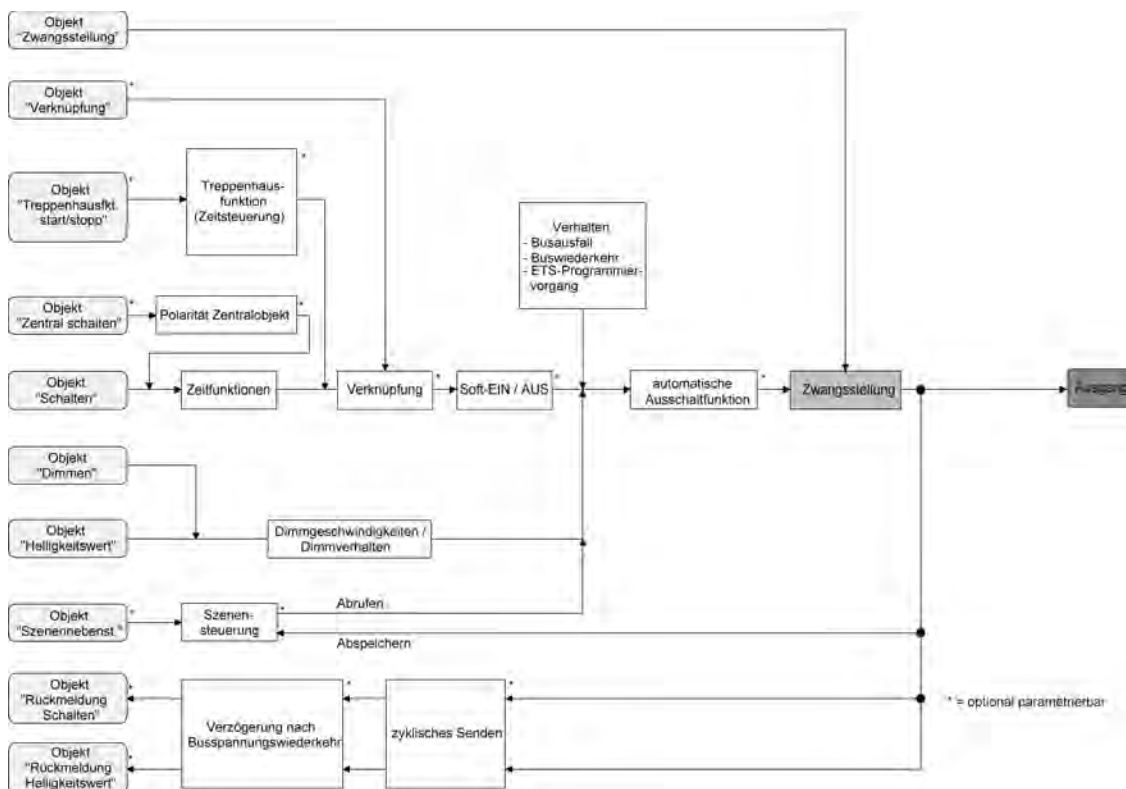 Objekt
"Zwangsstellung"
Objekt
"Verknüpfung"
*
Objekt
"Treppenhausfkt.
start/stopp"
*
Treppenhaus-
funktion
(Zeitsteuerung)
*
Verhalten
- Busausfall
- Buswiederkehr
- ETS-Programmier-
vorgang
Objekt
"Zentral schalten"
*
Polarität Zentralobjekt
*
Objekt
"Schalten"
Zeitfunktionen
Verknüpfung
*
Soft-EIN / AUS
*
automatische
Ausschaltfunktion
*
Zwangsstellung
Ausgang
Objekt
"Dimmen"
Objekt
"Helligkeitswert"
Dimmgeschwindigkeiten /
Dimmverhalten
Objekt
"Szenennebenst."
*
Szenen-
steuerung
*
Abrufen
Abspeichern
Objekt
"Rückmeldung
Schalten"
*
Verzögerung nach
Busspannungswiederkehr
*
zyklisches Senden
*
* = optional parametrierbar
Objekt
"Rückmeldung
Helligkeitswert"
*